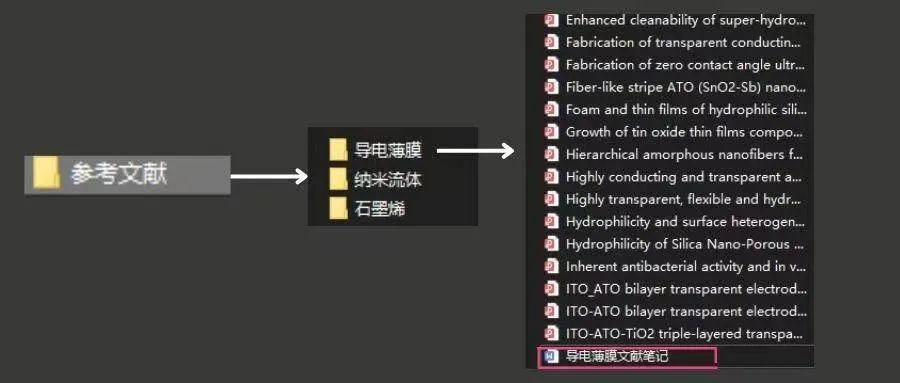 参考文献
导电薄膜
纳米流体
石墨烯
Enhanced cleanability of super-hydro...
Fabrication of transparent conductin...
Fabrication of zero contact angle ultr...
Fiber-like stripe ATO (SnO2-Sb) nano...
Foam and thin films of hydrophilic sili...
Growth of tin oxide thin films compo...
Hierarchical amorphous nanofibers f...
Highly conducting and transparent a...
Highly transparent, flexible and hydr...
Hydrophilicity and surface heterogen...
Hydrophilicity of Silica Nano-Porous ...
Inherent antibacterial activity and in v...
ITO_ATO bilayer transparent electrod...
ITO-ATO bilayer transparent electrod...
ITO-ATO-TiO2 triple-layered transpa...
导电薄膜文献笔记